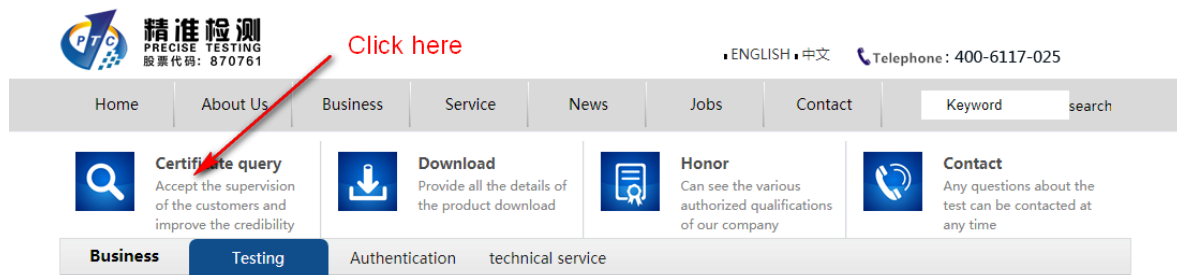 PTC
精准检测
PRECISE TESTING
股票代码: 870761
Click here
ENGLISH 中文
Telephone: 400-6117-025
Home About Us Business Service News Jobs Contact Keyword search
Certificate query
Accept the supervision
of the customers and
improve the credibility
Download
Provide all the details of
the product download
Honor
Can see the various
authorized qualifications
of our company
Contact
Any questions about the
test can be contacted at
any time
Business Testing Authentication technical service